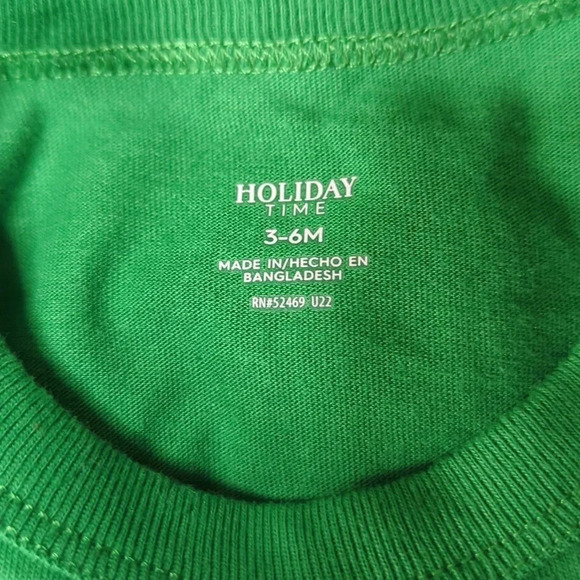 HOLIDAY
TIME
3-6M
MADE IN/HECHO EN
BANGLADESH
RN#52469 U22